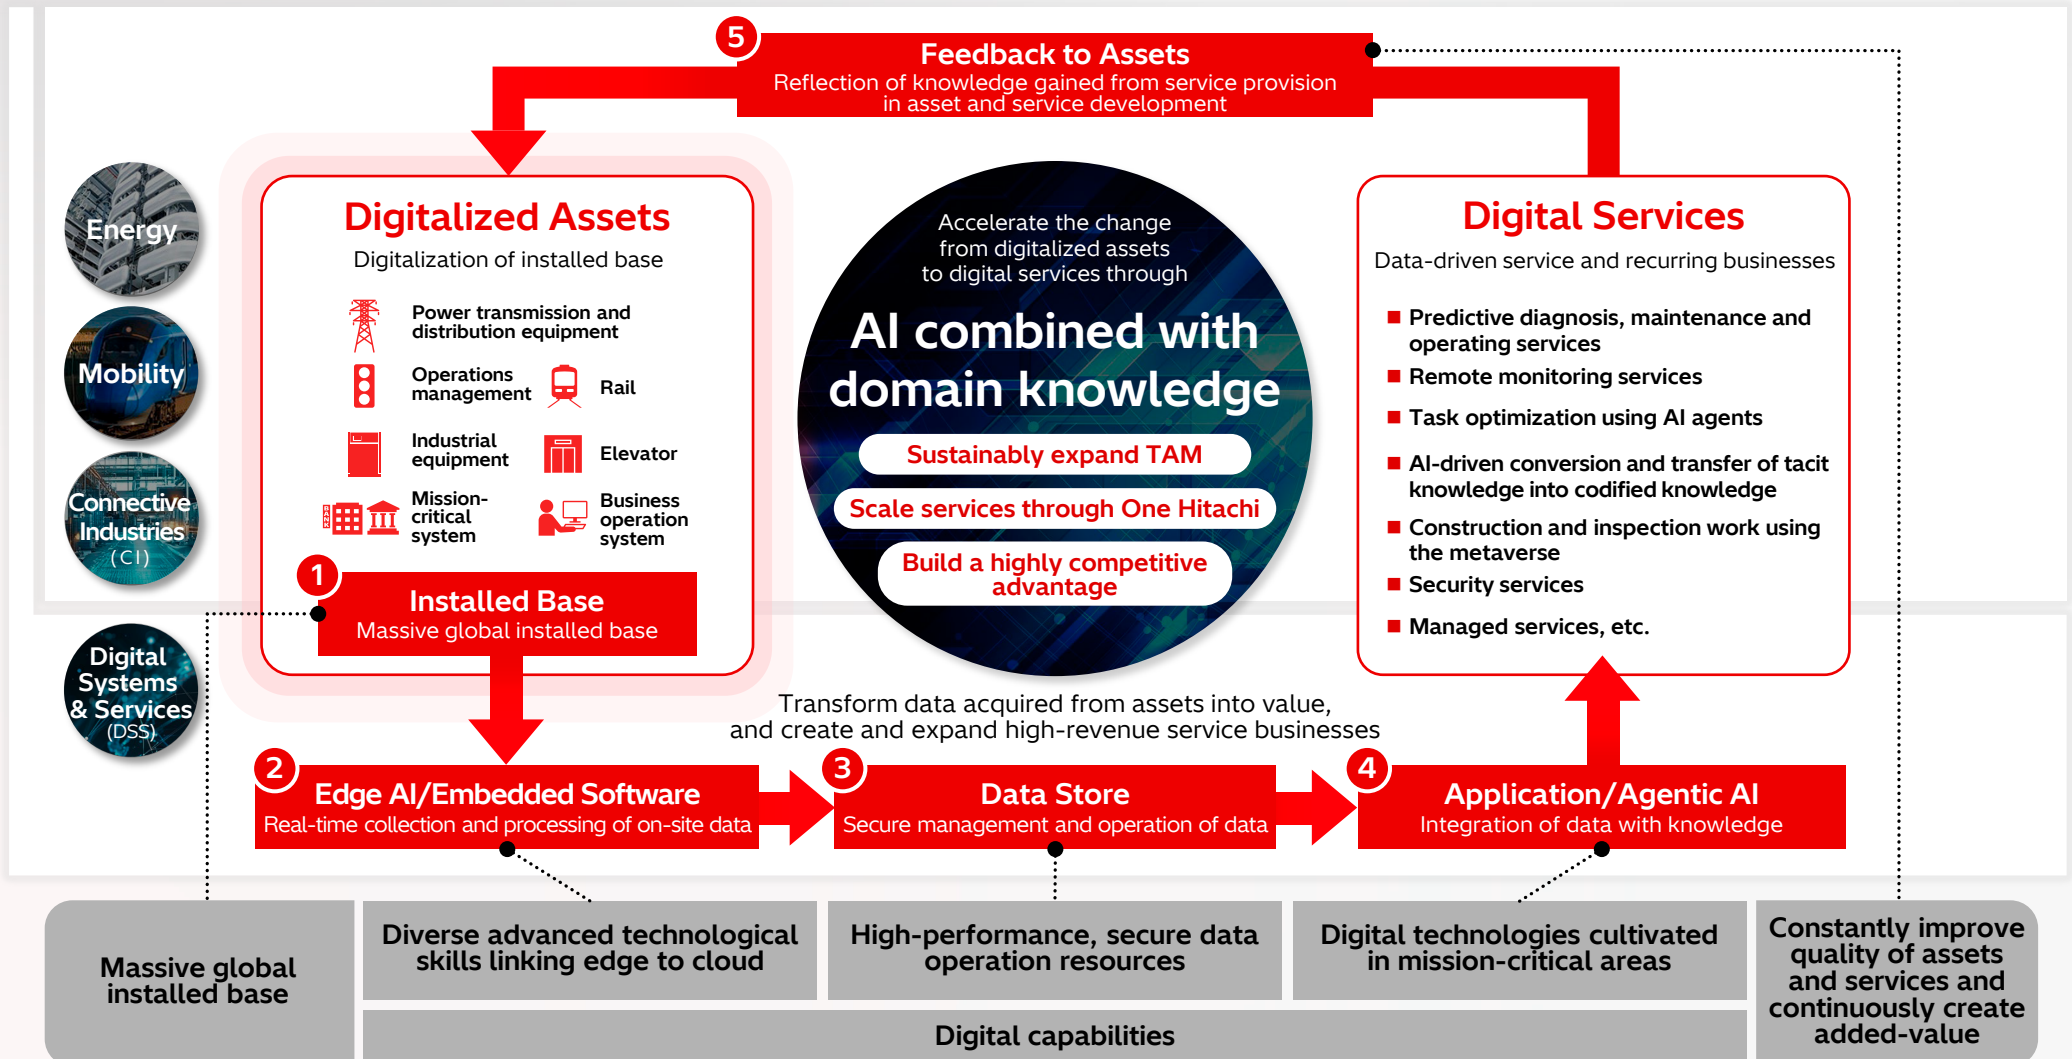 5
Feedback to Assets
Reflection of knowledge gained from service provision
in asset and service development
Energy
Mobility
Connective
Industries
(CI)
Digital
Systems
& Services
(DSS)
Digitalized Assets
Digitalization of installed base
Power transmission and
distribution equipment
Operations
management
Rail
Industrial
equipment
Elevator
BANK
Mission-
critical
system
Business
operation
system
1
Installed Base
Massive global installed base
Accelerate the change
from digitalized assets
to digital services through
AI combined with
domain knowledge
Sustainably expand TAM
Scale services through One Hitachi
Build a highly competitive
advantage
Transform data acquired from assets into value,
and create and expand high-revenue service businesses
Digital Services
Data-driven service and recurring businesses
Predictive diagnosis, maintenance and
operating services
Remote monitoring services
Task optimization using AI agents
AI-driven conversion and transfer of tacit
knowledge into codified knowledge
Construction and inspection work using
the metaverse
Security services
Managed services, etc.
2
Edge AI/Embedded Software
Real-time collection and processing of on-site data
3
Data Store
Secure management and operation of data
4
Application/Agentic AI
Integration of data with knowledge
Massive global
installed base
Diverse advanced technological
skills linking edge to cloud
High-performance, secure data
operation resources
Digital technologies cultivated
in mission-critical areas
Digital capabilities
Constantly improve
quality of assets
and services and
continuously create
added-value